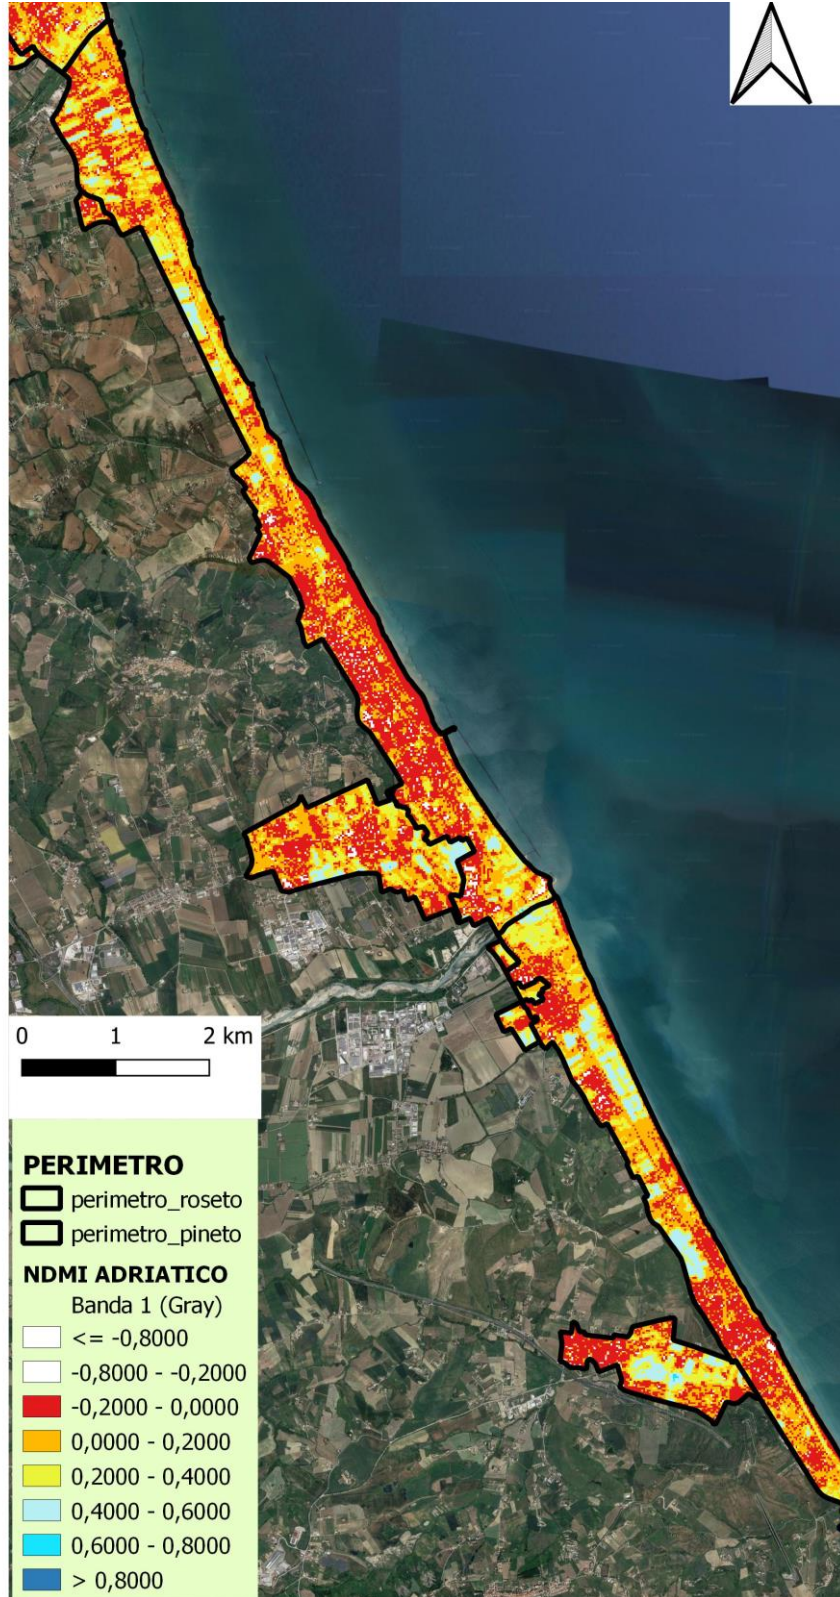 0 1 2 km
PERIMETRO
perimetro_roseto
perimetro_pineto
NDMI ADRIATICO
Banda 1 (Gray)
<= -0,8000
-0,8000 - -0,2000
-0,2000 - 0,0000
0,0000 - 0,2000
0,2000 - 0,4000
0,4000 - 0,6000
0,6000 - 0,8000
> 0,8000